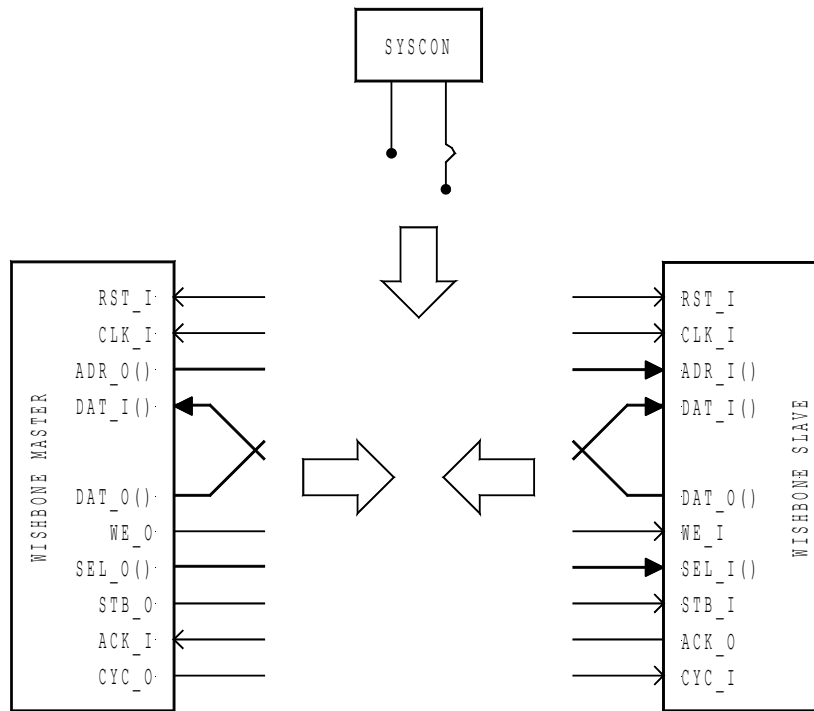 SYSCON
WISHBONE MASTER
RST_I
CLK_I
ADR_O()
DAT_I()
DAT_O()
WE_O
SEL_O()
STB_O
ACK_I
CYC_O
RST_I
CLK_I
ADR_I()
DAT_I()
DAT_O()
WE_I
SEL_I()
STB_I
ACK_O
CYC_I
WISHBONE SLAVE